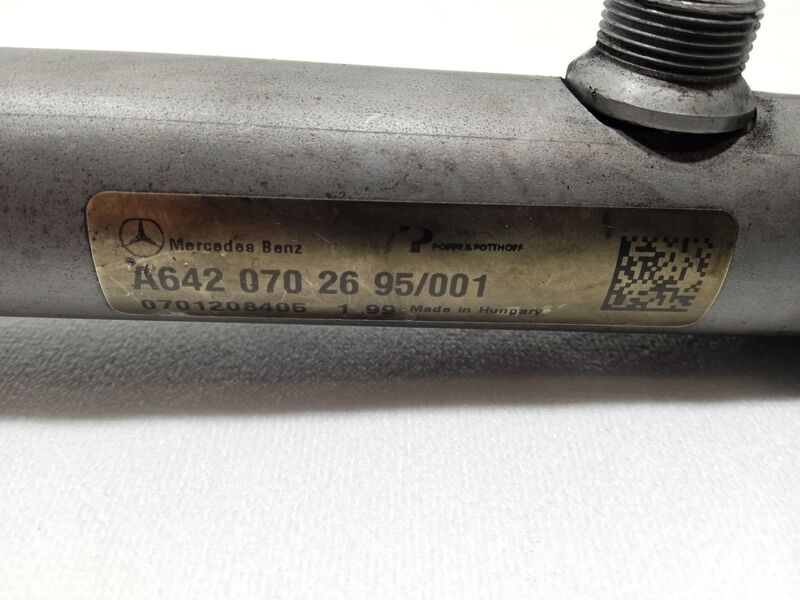 Mercedes Benz POPPE & POTTHOFF
A642 070 26 95/001
0701208405 1.99 Made in Hungary